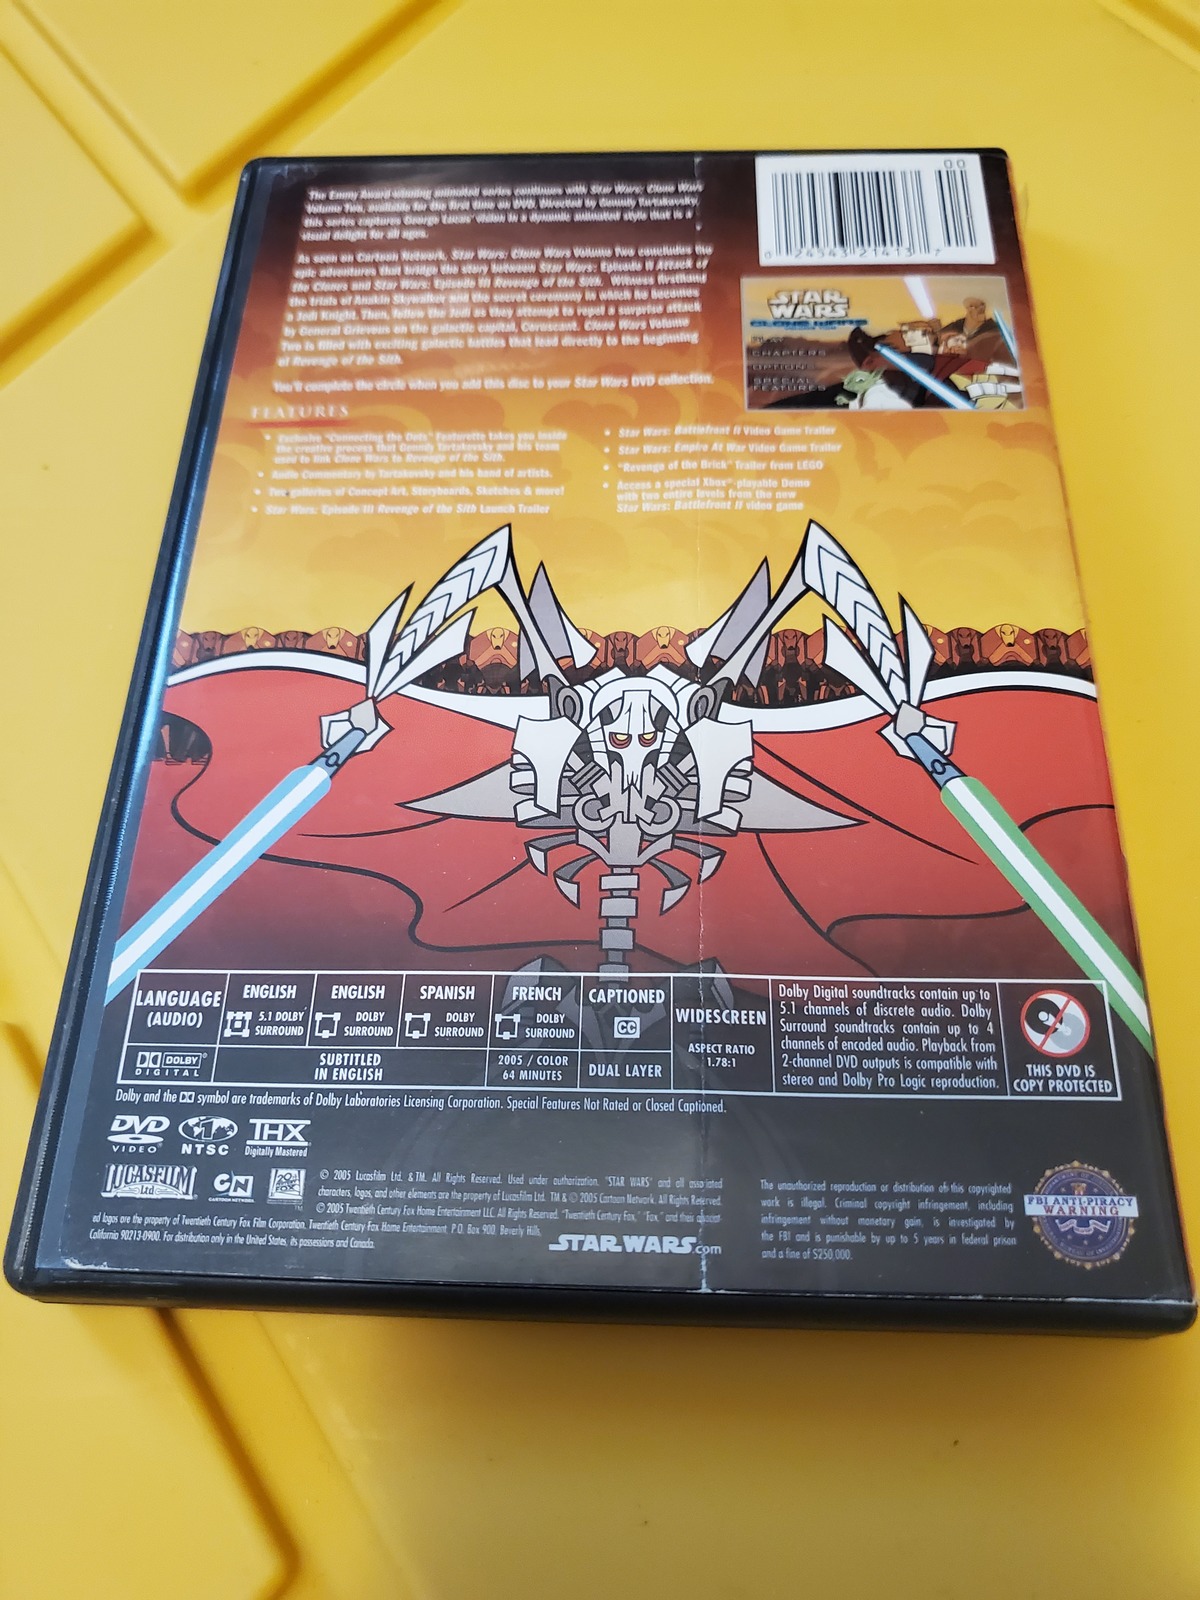 The Emmy Award-winning animated series continues with Star Wars: Clone Wars
Volume Two, available for the first time on DVD. Directed by Genndy Tartakovsky,
this series captures George Lucas' vision in a dynamic animated style that is a
visual delight for all ages.
As seen on Cartoon Network, Star Wars: Clone Wars Volume Two concludes the
epic adventures that bridge the story between Star Wars: Episode II Attack of
the Clones and Star Wars: Episode III Revenge of the Sith. Witness firsthand
the trials of Anakin Skywalker and the secret ceremony in which he becomes
a Jedi Knight. Then, follow the Jedi as they attempt to repel a surprise attack
by General Grievous on the galactic capital, Coruscant. Clone Wars Volume
Two is filled with exciting galactic battles that lead directly to the beginning
of Revenge of the Sith.
You'll complete the circle when you add this disc to your Star Wars DVD collection.
FEATURES
• Exclusive "Connecting the Dots" Featurette takes you inside
the creative process that Genndy Tartakovsky and his team
used to link Clone Wars to Revenge of the Sith.
• Audio Commentary by Tartakovsky and his band of artists.
• Two galleries of Concept Art, Storyboards, Sketches & more!
• Star Wars: Episode III Revenge of the Sith Launch Trailer
• Star Wars: Battlefront II Video Game Trailer
• Star Wars: Empire At War Video Game Trailer
• "Revenge of the Brick" Trailer from LEGO
• Access a special Xbox®-playable Demo
with two entire levels from the new
Star Wars: Battlefront II video game
00
0 24543 21413 7
STAR
WARS
CLONE WARS
VOLUME TWO
PLAY
CHAPTERS
OPTIONS
SPECIAL
FEATURES
LANGUAGE
(AUDIO)
ENGLISH
5.1 DOLBY
SURROUND
ENGLISH
DOLBY
SURROUND
SPANISH
DOLBY
SURROUND
FRENCH
DOLBY
SURROUND
CAPTIONED
CC
DOLBY
DIGITAL
SUBTITLED
IN ENGLISH
2005 / COLOR
64 MINUTES
DUAL LAYER
WIDESCREEN
ASPECT RATIO
1.78:1
Dolby Digital soundtracks contain up to
5.1 channels of discrete audio. Dolby
Surround soundtracks contain up to 4
channels of encoded audio. Playback from
2-channel DVD outputs is compatible with
stereo and Dolby Pro Logic reproduction.
THIS DVD IS
COPY PROTECTED
Dolby and the symbol are trademarks of Dolby Laboratories Licensing Corporation. Special Features Not Rated or Closed Captioned.
DVD
VIDEO
1
NTSC
THX
Digitally Mastered
LUCASFILM
Ltd
CN
CARTOON NETWORK
© 2005 Lucasfilm Ltd. & TM. All Rights Reserved. Used under authorization. "STAR WARS" and all associated
characters, logos, and other elements are the property of Lucasfilm Ltd. TM & © 2005 Cartoon Network. All Rights Reserved.
© 2005 Twentieth Century Fox Home Entertainment LLC. All Rights Reserved. "Twentieth Century Fox," "Fox," and their associat
ed logos are the property of Twentieth Century Fox Film Corporation. Twentieth Century Fox Home Entertainment, P.O. Box 900, Beverly Hills,
California 90213-0900. For distribution only in the United States, its possessions and Canada.
STAR WARS.com
The unauthorized reproduction or distribution of this copyrighted
work is illegal. Criminal copyright infringement, including
infringement without monetary gain, is investigated by
the FBI and is punishable by up to 5 years in federal prison
and a fine of $250,000.
FBI ANTI-PIRACY
WARNING